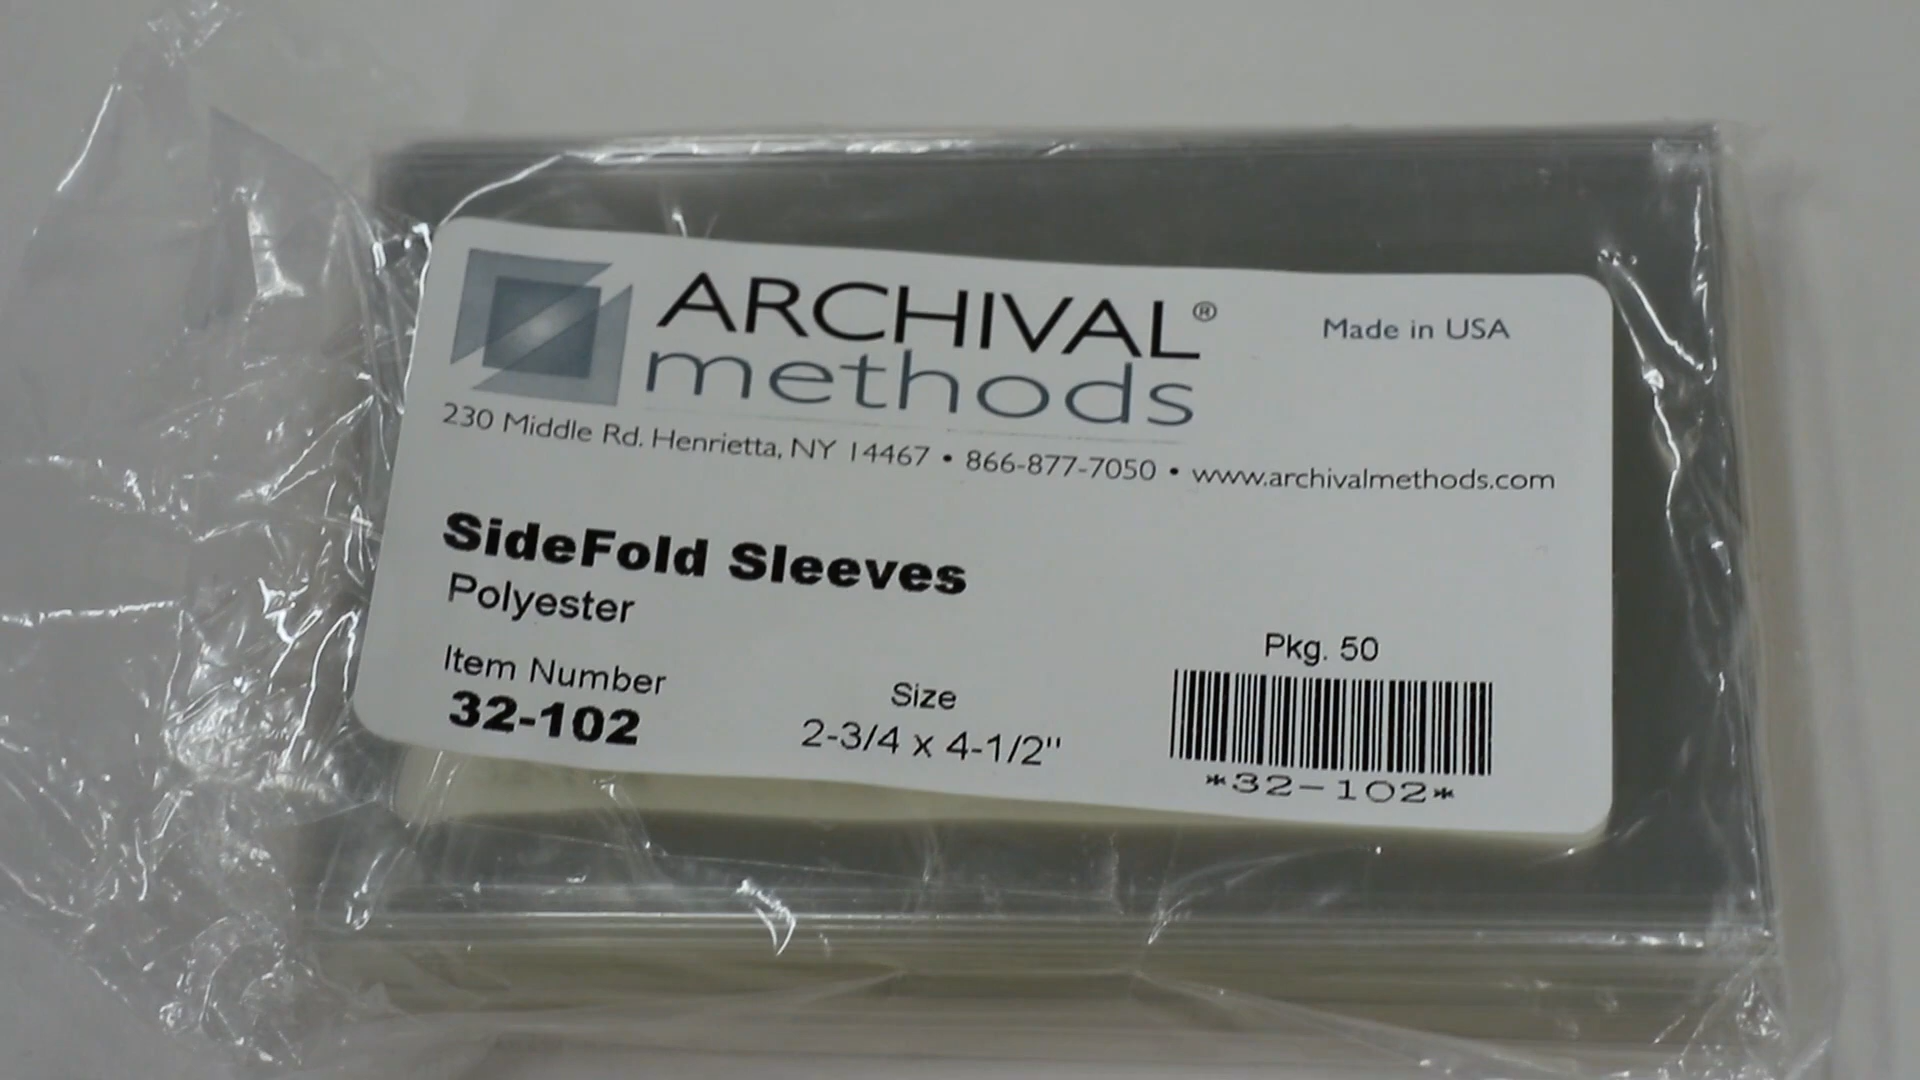 ARCHIVAL®
methods
Made in USA
230 Middle Rd. Henrietta, NY 14467 • 866-877-7050 • www.archivalmethods.com
SideFold Sleeves
Polyester
Item Number
32-102
Size
2-3/4 x 4-1/2"
Pkg. 50
*32-102*